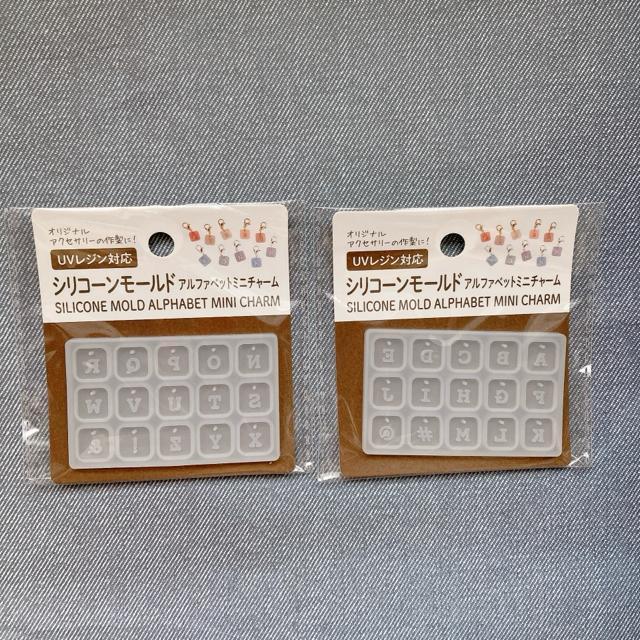 オリジナル
アクセサリーの作製に!
UVレジン対応
シリコーンモールド アルファベットミニチャーム
SILICONE MOLD ALPHABET MINI CHARM
R Q P O N
W V U T S
& ! Z Y X
オリジナル
アクセサリーの作製に!
UVレジン対応
シリコーンモールド アルファベットミニチャーム
SILICONE MOLD ALPHABET MINI CHARM
E D C B A
J I H G F
@ # M L K